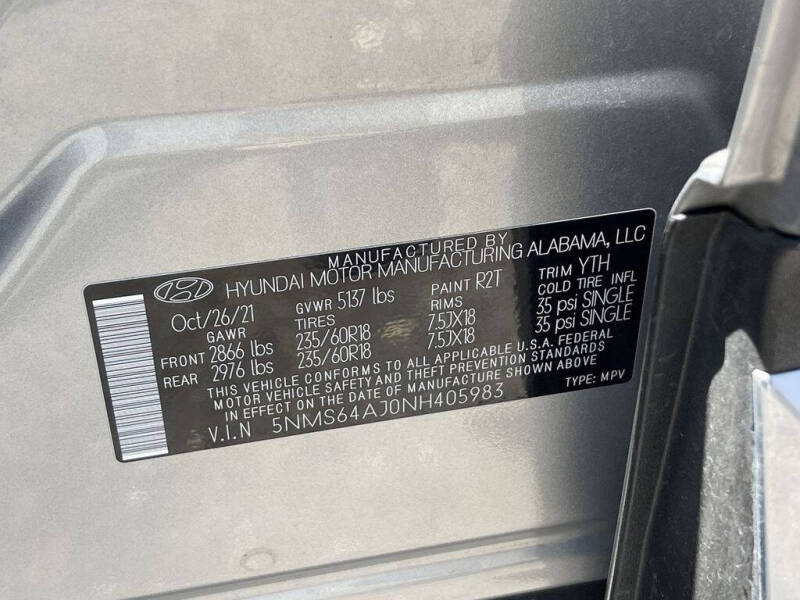 MANUFACTURED BY
HYUNDAI MOTOR MANUFACTURING ALABAMA, LLC
Oct/26/21 GVWR 5137 lbs PAINT R2T TRIM YTH
GAWR TIRES RIMS COLD TIRE INFL
FRONT 2866 lbs 235/60R18 7.5JX18 35 psi SINGLE
REAR 2976 lbs 235/60R18 7.5JX18 35 psi SINGLE
THIS VEHICLE CONFORMS TO ALL APPLICABLE U.S.A. FEDERAL
MOTOR VEHICLE SAFETY AND THEFT PREVENTION STANDARDS
IN EFFECT ON THE DATE OF MANUFACTURE SHOWN ABOVE
V.I.N 5NMS64AJ0NH405983 TYPE: MPV